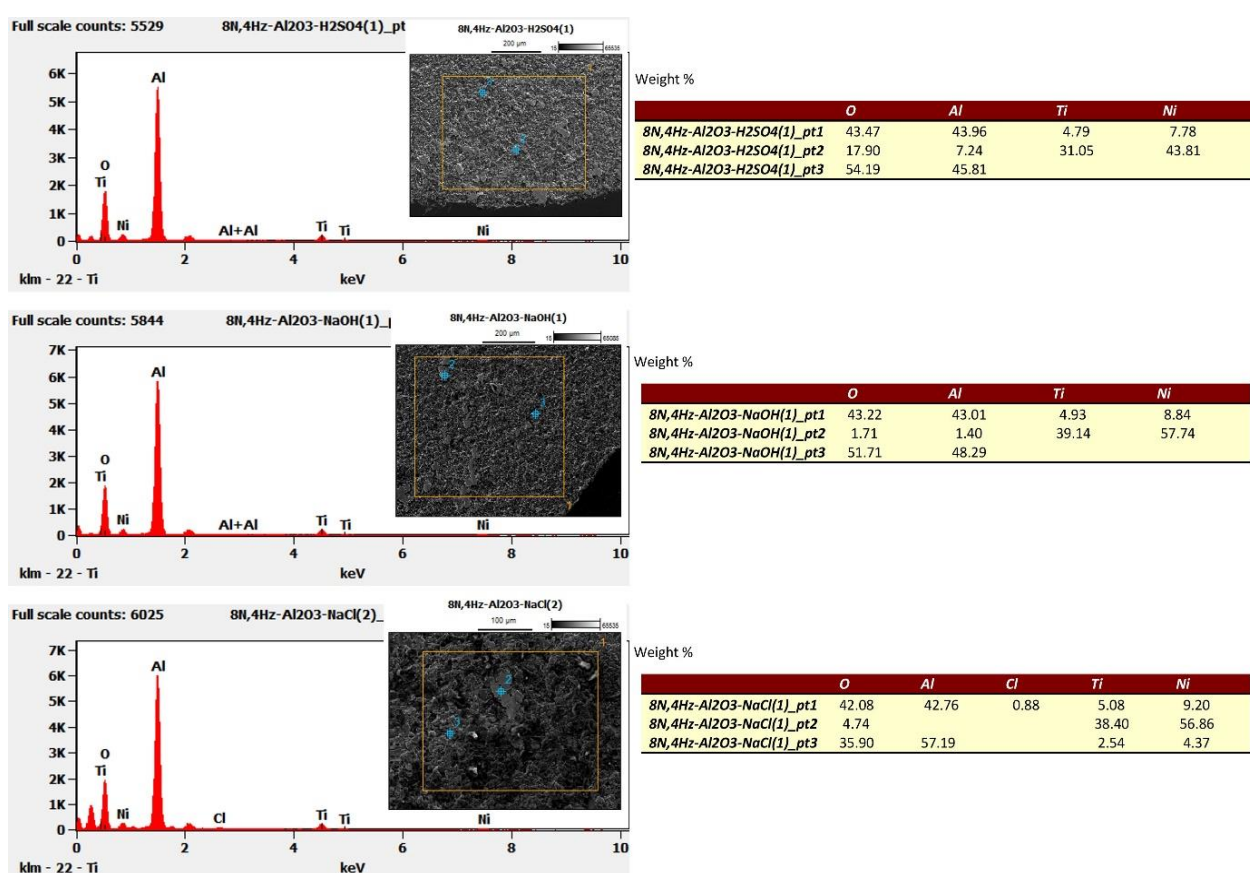 Full scale counts: 5529 8N,4Hz-Al2O3-H2SO4(1)_pt
8N,4Hz-Al2O3-H2SO4(1)
200 µm 15 65535
6K
5K
4K
3K
2K
1K
0
Al
O
Ti
Ni
Al+Al
Ti
Ti
Ni
1
2
3
0 2 4 6 8 10
klm - 22 - Ti keV
Weight %
O Al Ti Ni
8N,4Hz-Al2O3-H2SO4(1)_pt1 43.47 43.96 4.79 7.78
8N,4Hz-Al2O3-H2SO4(1)_pt2 17.90 7.24 31.05 43.81
8N,4Hz-Al2O3-H2SO4(1)_pt3 54.19 45.81
Full scale counts: 5844 8N,4Hz-Al2O3-NaOH(1)_
8N,4Hz-Al2O3-NaOH(1)
200 µm 15 65088
7K
6K
5K
4K
3K
2K
1K
0
Al
O
Ti
Ni
Al+Al
Ti
Ti
Ni
2
3
0 2 4 6 8 10
klm - 22 - Ti keV
Weight %
O Al Ti Ni
8N,4Hz-Al2O3-NaOH(1)_pt1 43.22 43.01 4.93 8.84
8N,4Hz-Al2O3-NaOH(1)_pt2 1.71 1.40 39.14 57.74
8N,4Hz-Al2O3-NaOH(1)_pt3 51.71 48.29
Full scale counts: 6025 8N,4Hz-Al2O3-NaCl(2)_
8N,4Hz-Al2O3-NaCl(2)
100 µm 15 65535
7K
6K
5K
4K
3K
2K
1K
0
Al
O
Ti
Ni
Cl
Ti
Ti
Ni
1
2
3
0 2 4 6 8 10
klm - 22 - Ti keV
Weight %
O Al Cl Ti Ni
8N,4Hz-Al2O3-NaCl(1)_pt1 42.08 42.76 0.88 5.08 9.20
8N,4Hz-Al2O3-NaCl(1)_pt2 4.74 38.40 56.86
8N,4Hz-Al2O3-NaCl(1)_pt3 35.90 57.19 2.54 4.37